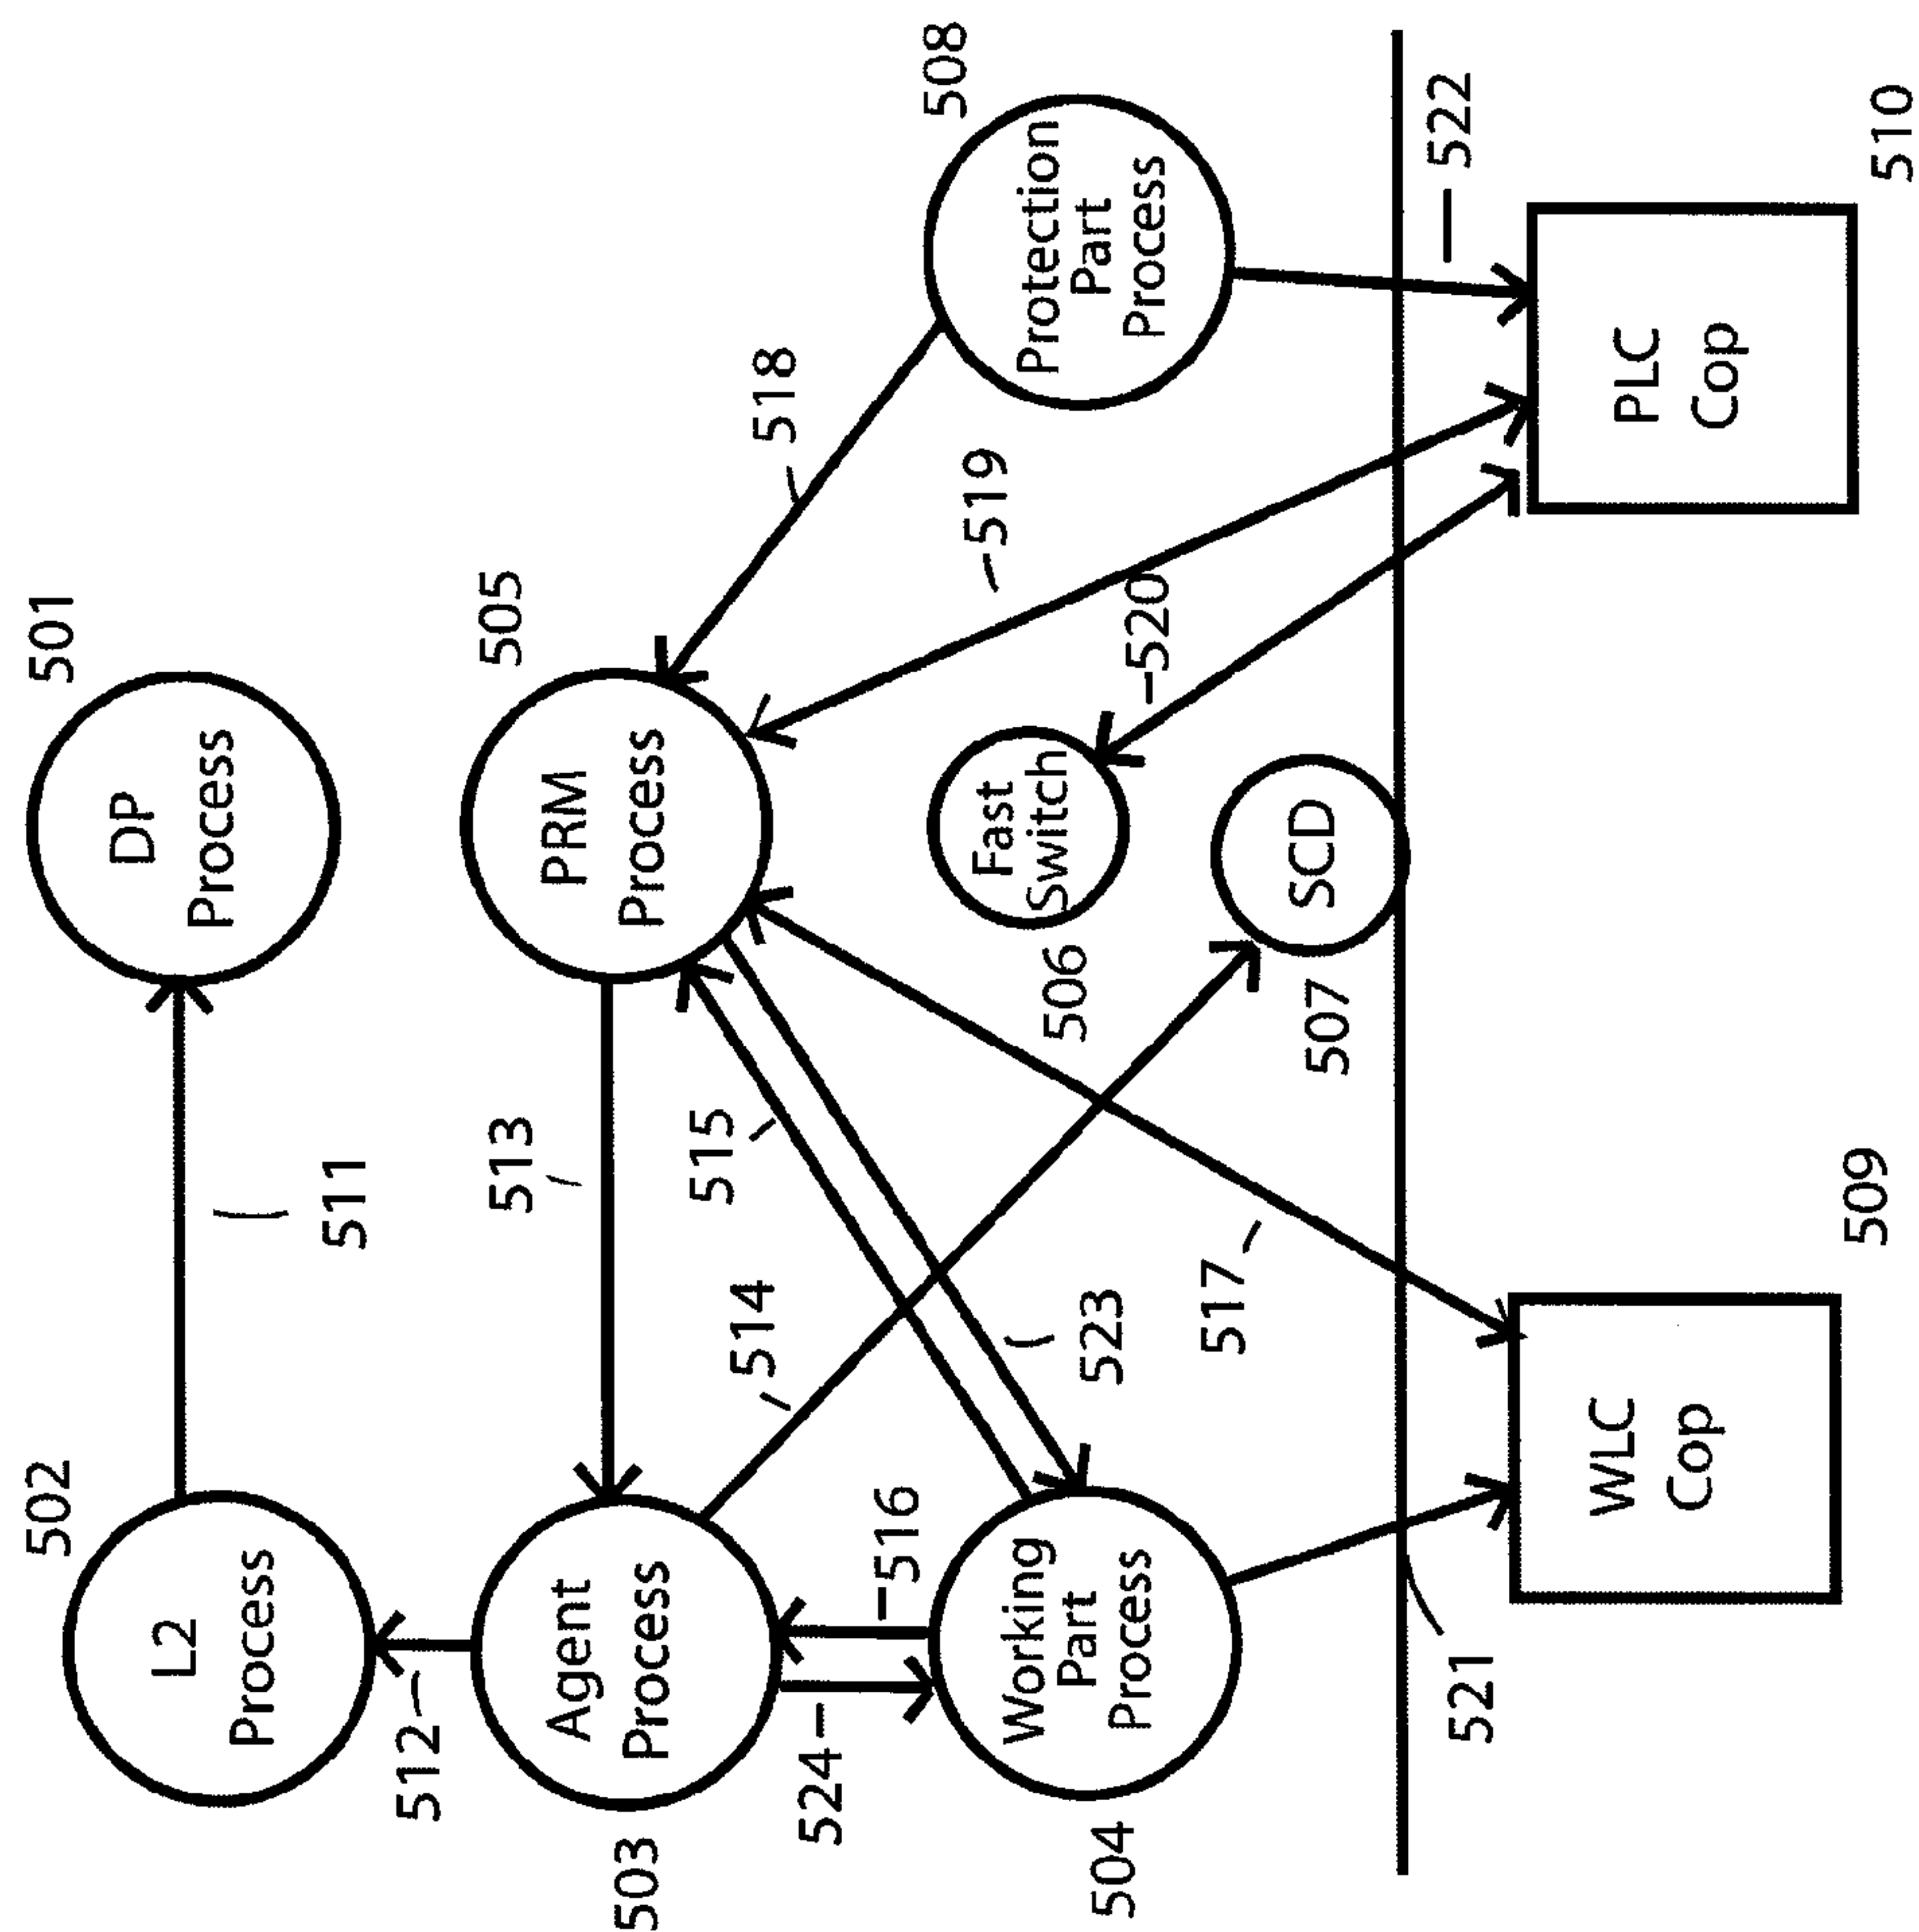 502
L2
Process
501
DP
Process
511
512
503
Agent
Process
513
505
PRM
Process
514
515
518
508
Protection
Part
Process
524
516
504
Working
Part
Process
523
517
506
Fast
Switch
519
520
507
SCD
521
522
509
WLC
Cop
510
PLC
Cop